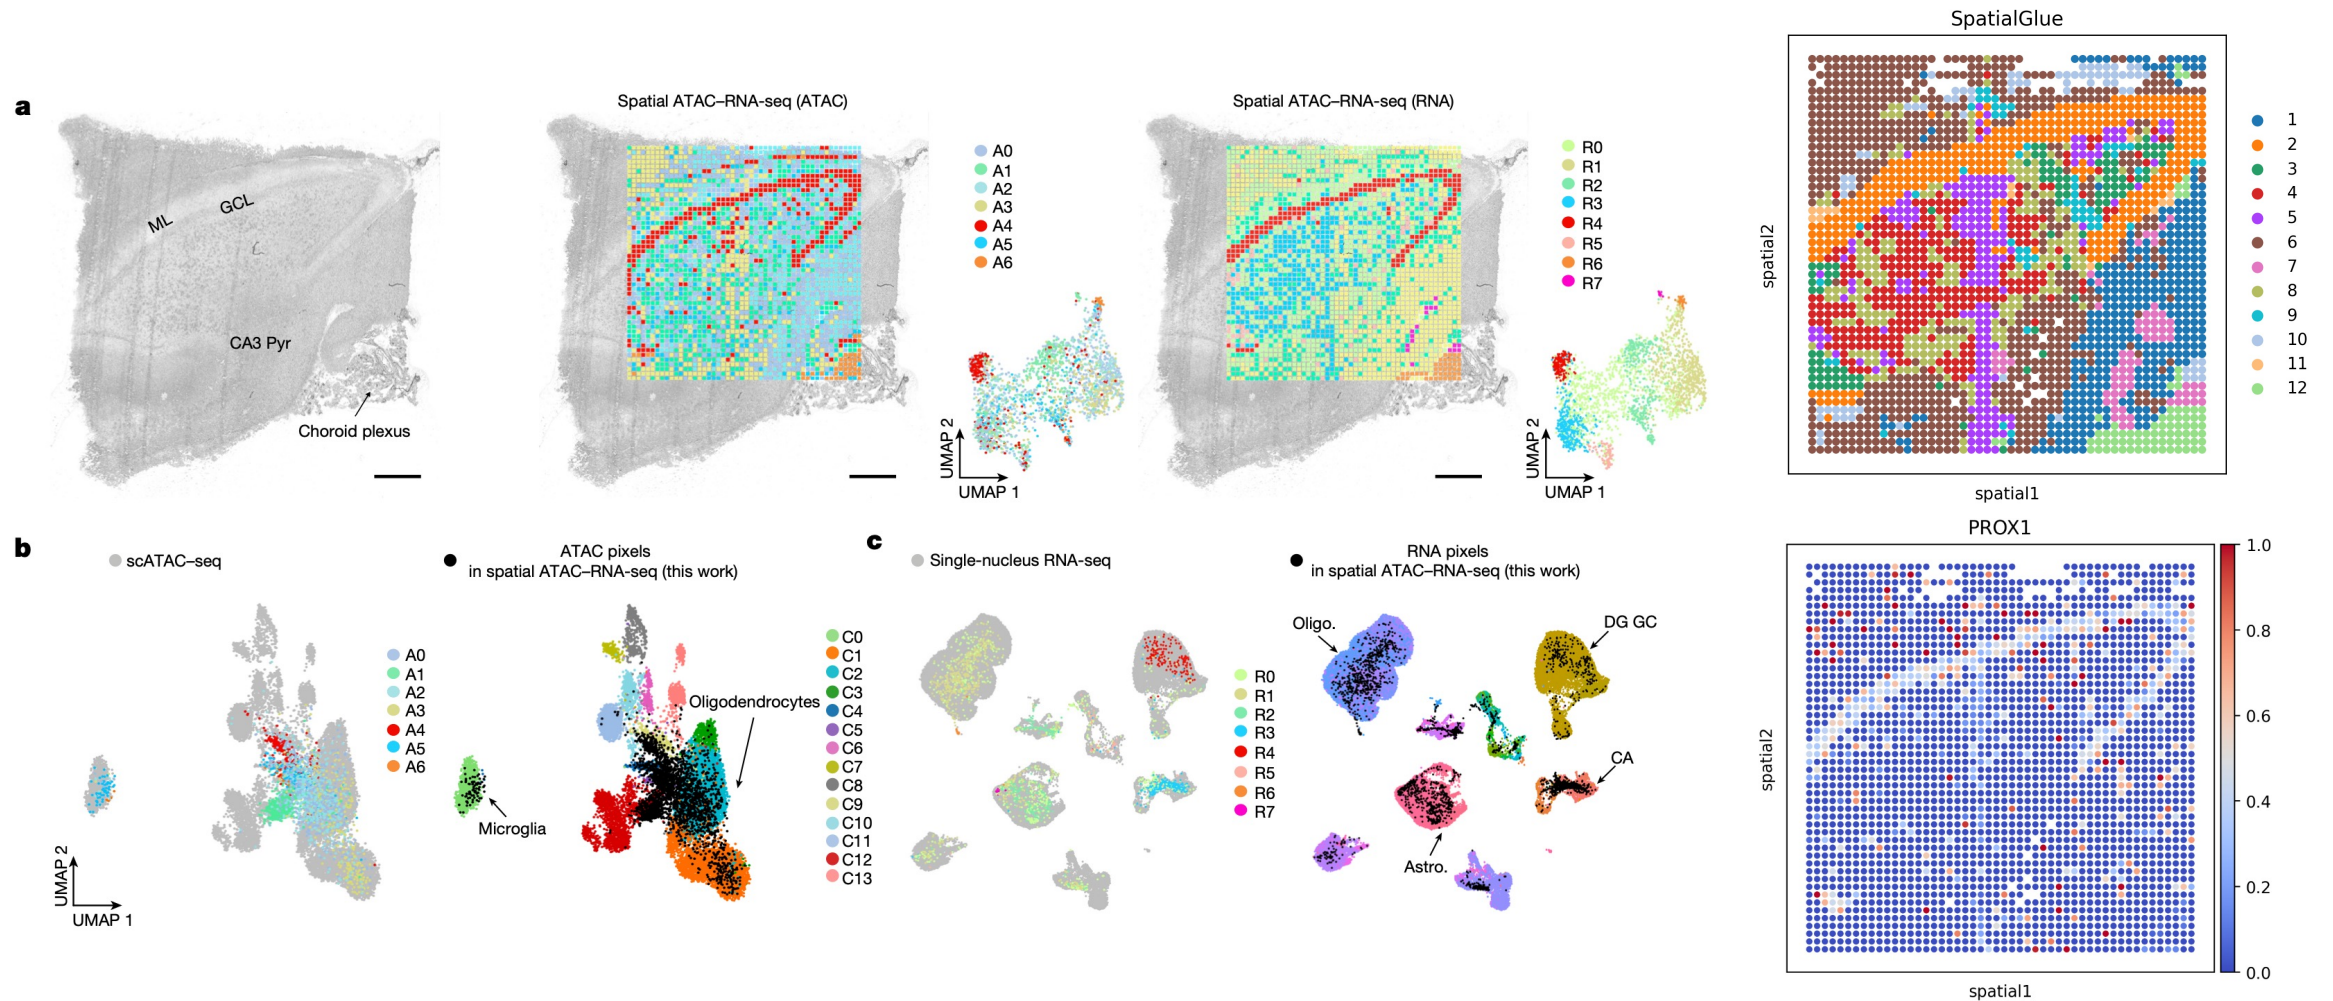 a
ML
GCL
CA3 Pyr
Choroid plexus
Spatial ATAC–RNA-seq (ATAC)
A0
A1
A2
A3
A4
A5
A6
UMAP 2
UMAP 1
Spatial ATAC–RNA-seq (RNA)
R0
R1
R2
R3
R4
R5
R6
R7
UMAP 2
UMAP 1
SpatialGlue
spatial2
spatial1
1
2
3
4
5
6
7
8
9
10
11
12
b
scATAC–seq
A0
A1
A2
A3
A4
A5
A6
UMAP 2
UMAP 1
ATAC pixels
in spatial ATAC–RNA-seq (this work)
Microglia
Oligodendrocytes
C0
C1
C2
C3
C4
C5
C6
C7
C8
C9
C10
C11
C12
C13
c
Single-nucleus RNA-seq
R0
R1
R2
R3
R4
R5
R6
R7
RNA pixels
in spatial ATAC–RNA-seq (this work)
Oligo.
DG GC
CA
Astro.
PROX1
spatial2
spatial1
1.0
0.8
0.6
0.4
0.2
0.0